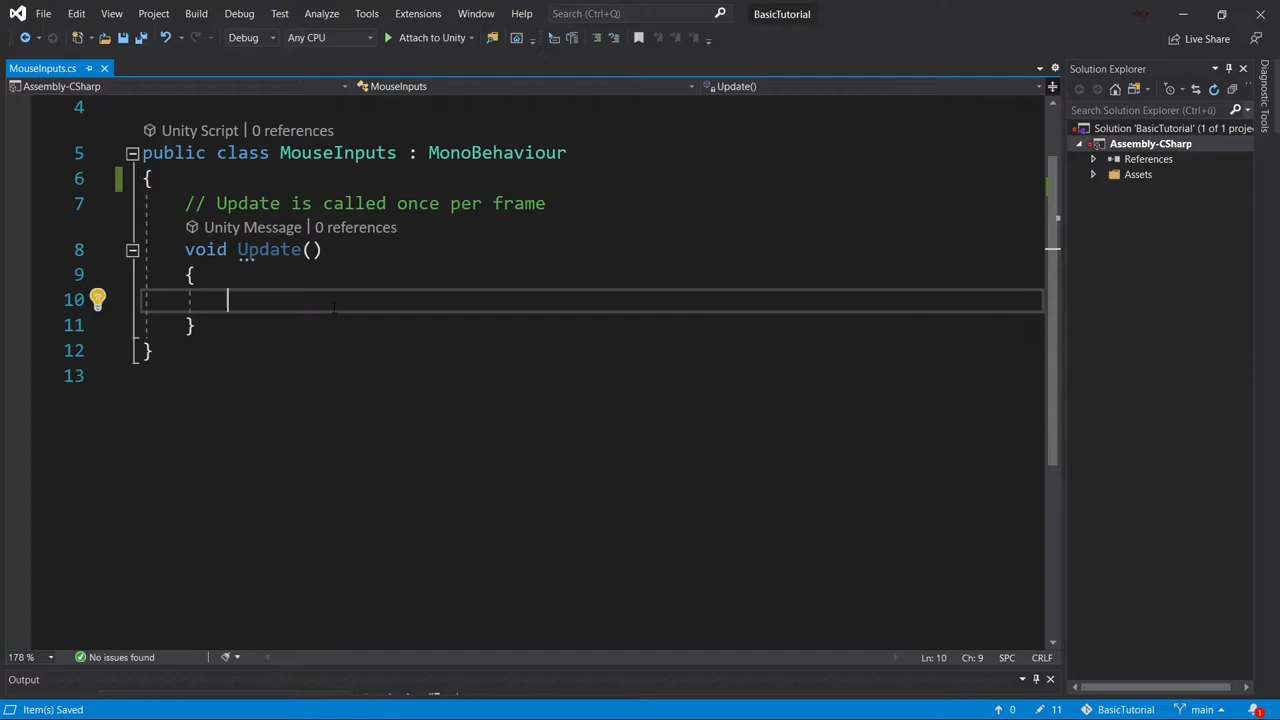 File Edit View Project Build Debug Test Analyze Tools Extensions Window Help Search (Ctrl+Q) BasicTutorial
Debug Any CPU Attach to Unity Live Share
MouseInputs.cs Solution Explorer
Assembly-CSharp MouseInputs Update()
Search Solution Explorer (Ctrl+ü)
Solution 'BasicTutorial' (1 of 1 proje
Assembly-CSharp
References
Assets
Diagnostic Tools
4
Unity Script | 0 references
5 public class MouseInputs : MonoBehaviour
6 {
7 // Update is called once per frame
Unity Message | 0 references
8 void Update()
9 {
10
11 }
12 }
13
178 % No issues found Ln: 10 Ch: 9 SPC CRLF
Output
Item(s) Saved 0 11 BasicTutorial main 1